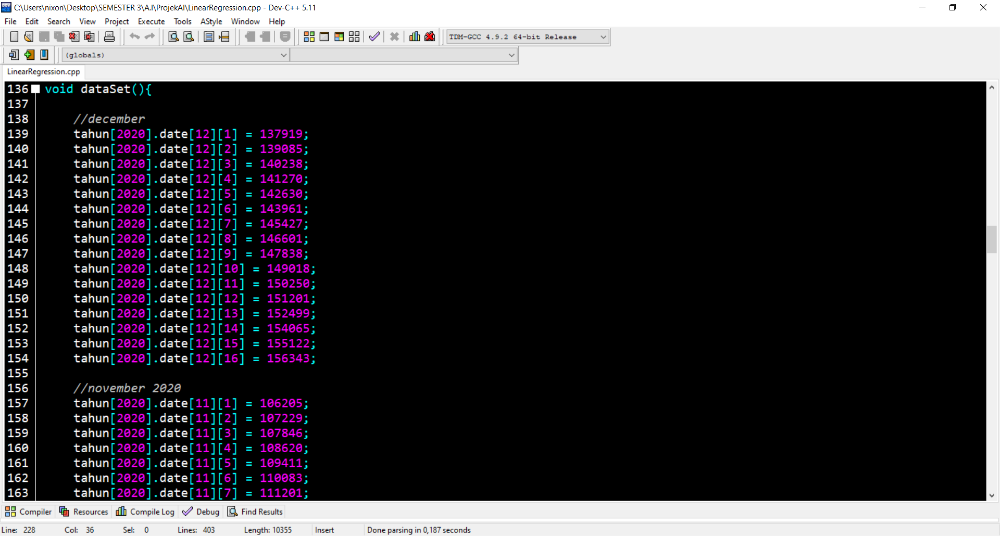 C:\Users\nixon\Desktop\SEMESTER 3\A.I\ProjekAI\LinearRegression.cpp - Dev-C++ 5.11
File Edit Search View Project Execute Tools AStyle Window Help
TDM-GCC 4.9.2 64-bit Release
(globals)
LinearRegression.cpp
136 void dataSet(){
137
138 //december
139 tahun[2020].date[12][1] = 137919;
140 tahun[2020].date[12][2] = 139085;
141 tahun[2020].date[12][3] = 140238;
142 tahun[2020].date[12][4] = 141270;
143 tahun[2020].date[12][5] = 142630;
144 tahun[2020].date[12][6] = 143961;
145 tahun[2020].date[12][7] = 145427;
146 tahun[2020].date[12][8] = 146601;
147 tahun[2020].date[12][9] = 147838;
148 tahun[2020].date[12][10] = 149018;
149 tahun[2020].date[12][11] = 150250;
150 tahun[2020].date[12][12] = 151201;
151 tahun[2020].date[12][13] = 152499;
152 tahun[2020].date[12][14] = 154065;
153 tahun[2020].date[12][15] = 155122;
154 tahun[2020].date[12][16] = 156343;
155
156 //november 2020
157 tahun[2020].date[11][1] = 106205;
158 tahun[2020].date[11][2] = 107229;
159 tahun[2020].date[11][3] = 107846;
160 tahun[2020].date[11][4] = 108620;
161 tahun[2020].date[11][5] = 109411;
162 tahun[2020].date[11][6] = 110083;
163 tahun[2020].date[11][7] = 111201;
Compiler Resources Compile Log Debug Find Results
Line: 228 Col: 36 Sel: 0 Lines: 403 Length: 10355 Insert Done parsing in 0,187 seconds